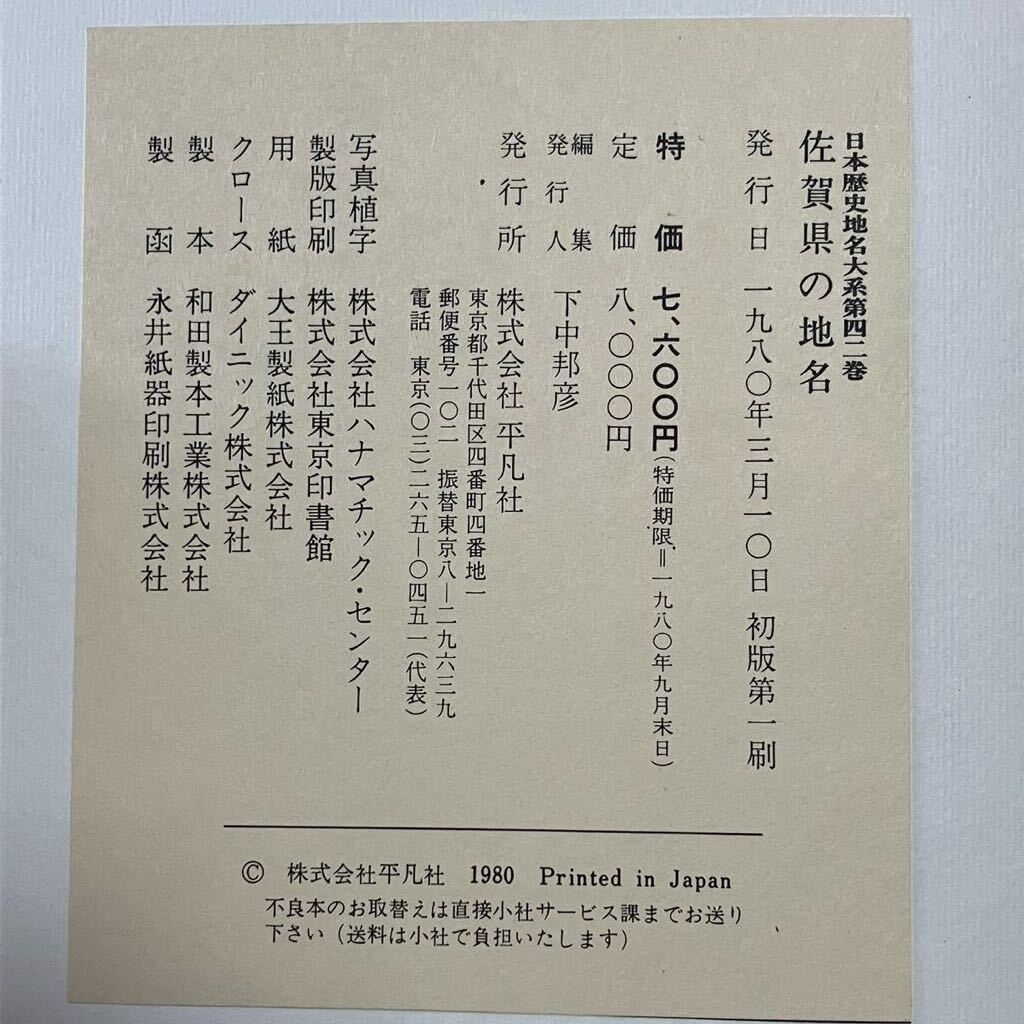 日本歴史地名大系第四二巻
佐賀県の地名
発行日 一九八〇年三月一〇日 初版第一刷
特価 七、六〇〇円(特価期限=一九八〇年九月末日)
定価 八、〇〇〇円
編集発行人 下中邦彦
発行所 株式会社 平凡社
東京都千代田区四番町四番地一
郵便番号一〇二 振替東京八―二九六三九
電話 東京(〇三)二六五―〇四五一(代表)
写真植字 株式会社ハナマチック・センター
製版印刷 株式会社東京印書館
用紙 大王製紙株式会社
クロース ダイニック株式会社
製本 和田製本工業株式会社
製函 永井紙器印刷株式会社
© 株式会社平凡社 1980 Printed in Japan
不良本のお取替えは直接小社サービス課までお送り
下さい(送料は小社で負担いたします)